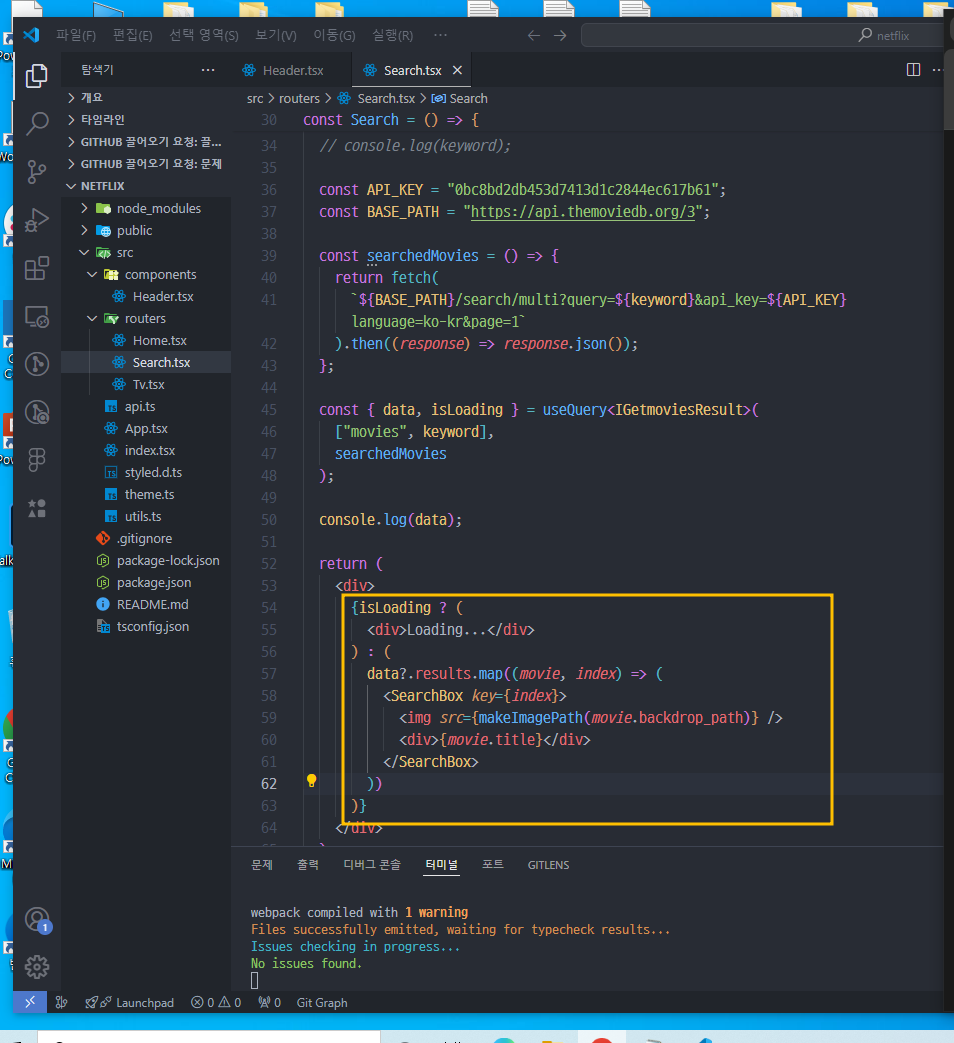 파일(F) 편집(E) 선택 영역(S) 보기(V) 이동(G) 실행(R) ··· netflix
탐색기 ···
Header.tsx Search.tsx
src > routers > Search.tsx > Search
개요
타임라인
GITHUB 끌어오기 요청: 끌...
GITHUB 끌어오기 요청: 문제
NETFLIX
node_modules
public
src
components
Header.tsx
routers
Home.tsx
Search.tsx
Tv.tsx
api.ts
App.tsx
index.tsx
styled.d.ts
theme.ts
utils.ts
.gitignore
package-lock.json
package.json
README.md
tsconfig.json
30 const Search = () => {
34 // console.log(keyword);
35
36 const API_KEY = "0bc8bd2db453d7413d1c2844ec617b61";
37 const BASE_PATH = "https://api.themoviedb.org/3";
38
39 const searchedMovies = () => {
40 return fetch(
41 `${BASE_PATH}/search/multi?query=${keyword}&api_key=${API_KEY}
language=ko-kr&page=1`
42 ).then((response) => response.json());
43 };
44
45 const { data, isLoading } = useQuery<IGetmoviesResult>(
46 ["movies", keyword],
47 searchedMovies
48 );
49
50 console.log(data);
51
52 return (
53 <div>
54 {isLoading ? (
55 <div>Loading...</div>
56 ) : (
57 data?.results.map((movie, index) => (
58 <SearchBox key={index}>
59 <img src={makeImagePath(movie.backdrop_path)} />
60 <div>{movie.title}</div>
61 </SearchBox>
62 ))
63 )}
64 </div>
문제 출력 디버그 콘솔 터미널 포트 GITLENS
webpack compiled with 1 warning
Files successfully emitted, waiting for typecheck results...
Issues checking in progress...
No issues found.
1
Launchpad 0 0 0 Git Graph